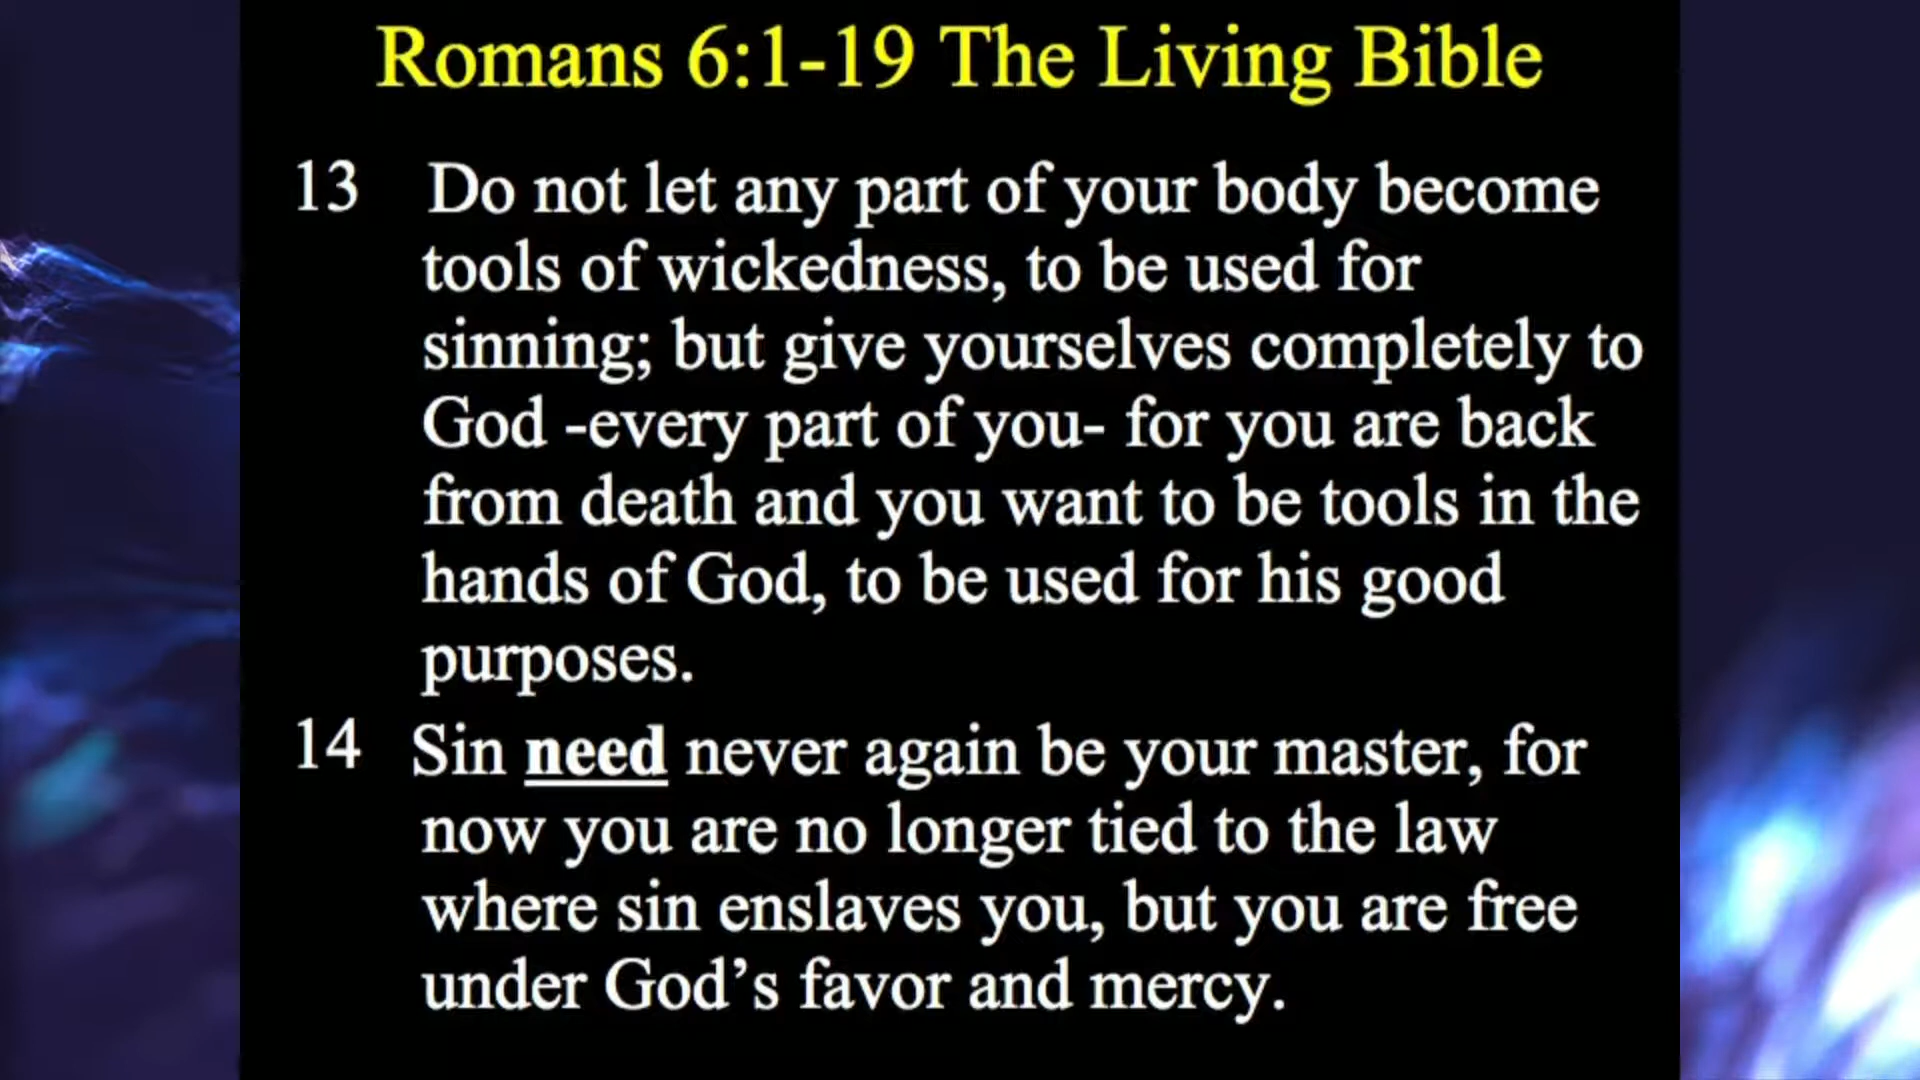 Romans 6:1-19 The Living Bible
13 Do not let any part of your body become
tools of wickedness, to be used for
sinning; but give yourselves completely to
God -every part of you- for you are back
from death and you want to be tools in the
hands of God, to be used for his good
purposes.
14 Sin need never again be your master, for
now you are no longer tied to the law
where sin enslaves you, but you are free
under God’s favor and mercy.